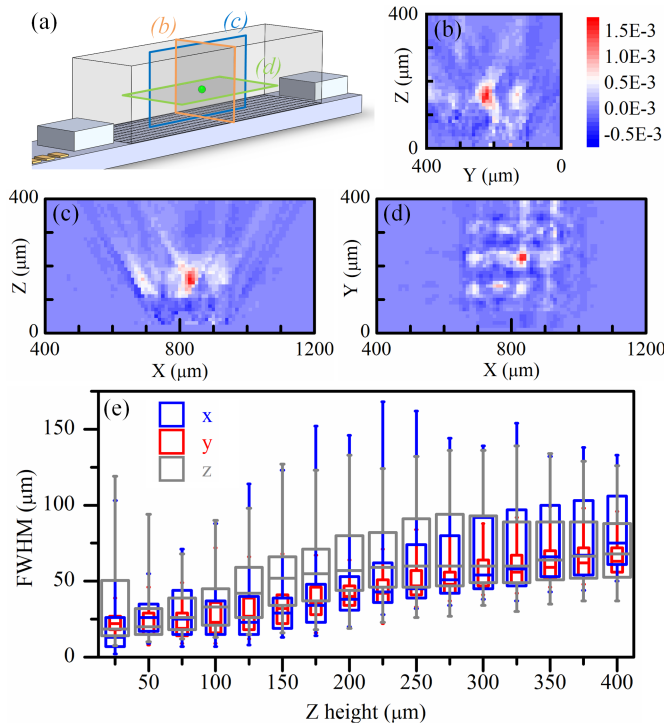 (a)
(b)
(c)
(d)
(b)
400
0
Z (μm)
400
0
Y (μm)
1.5E-3
1.0E-3
0.5E-3
0.0E-3
-0.5E-3
(c)
400
0
Z (μm)
400
800
1200
X (μm)
(d)
400
0
Y (μm)
400
800
1200
X (μm)
(e)
x
y
z
150
100
50
0
FWHM (μm)
50
100
150
200
250
300
350
400
Z height (μm)